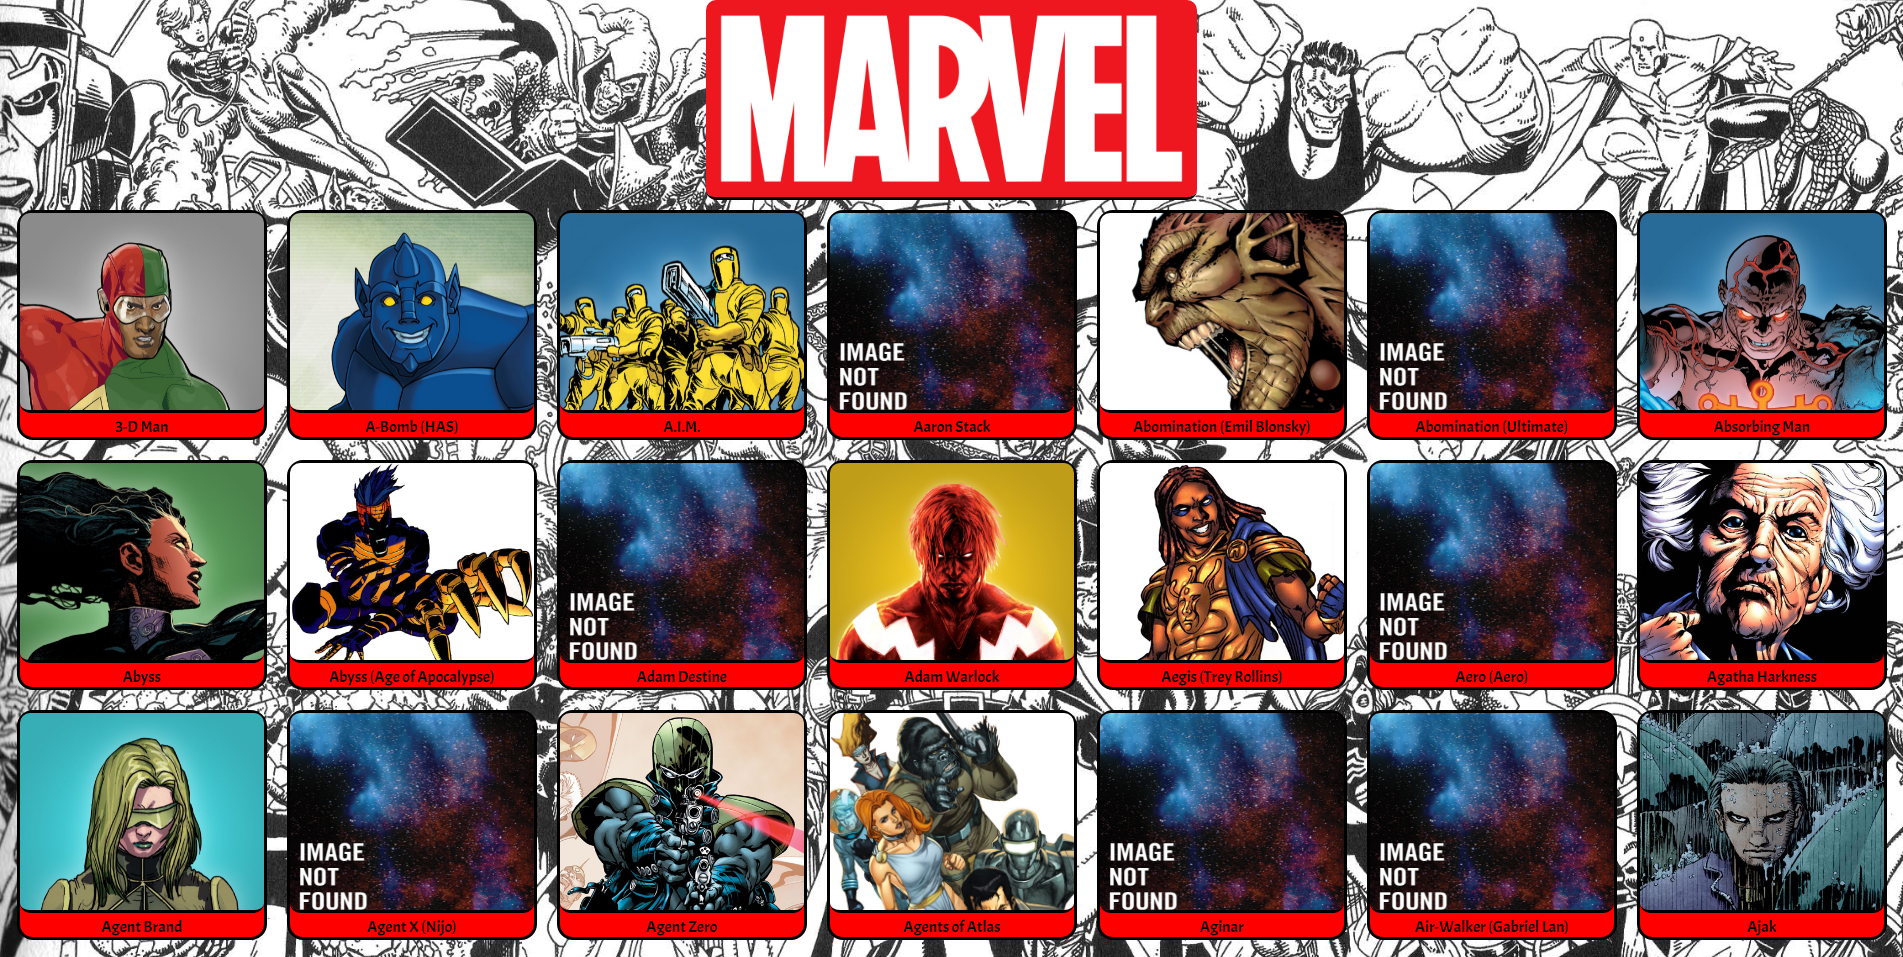 MARVEL
IMAGE
NOT
FOUND
IMAGE
NOT
FOUND
3-D Man
A-Bomb (HAS)
A.I.M.
Aaron Stack
Abomination (Emil Blonsky)
Abomination (Ultimate)
Absorbing Man
IMAGE
NOT
FOUND
IMAGE
NOT
FOUND
Abyss
Abyss (Age of Apocalypse)
Adam Destine
Adam Warlock
Aegis (Trey Rollins)
Aero (Aero)
Agatha Harkness
IMAGE
NOT
FOUND
IMAGE
NOT
FOUND
IMAGE
NOT
FOUND
Agent Brand
Agent X (Nijo)
Agent Zero
Agents of Atlas
Aginar
Air-Walker (Gabriel Lan)
Ajak